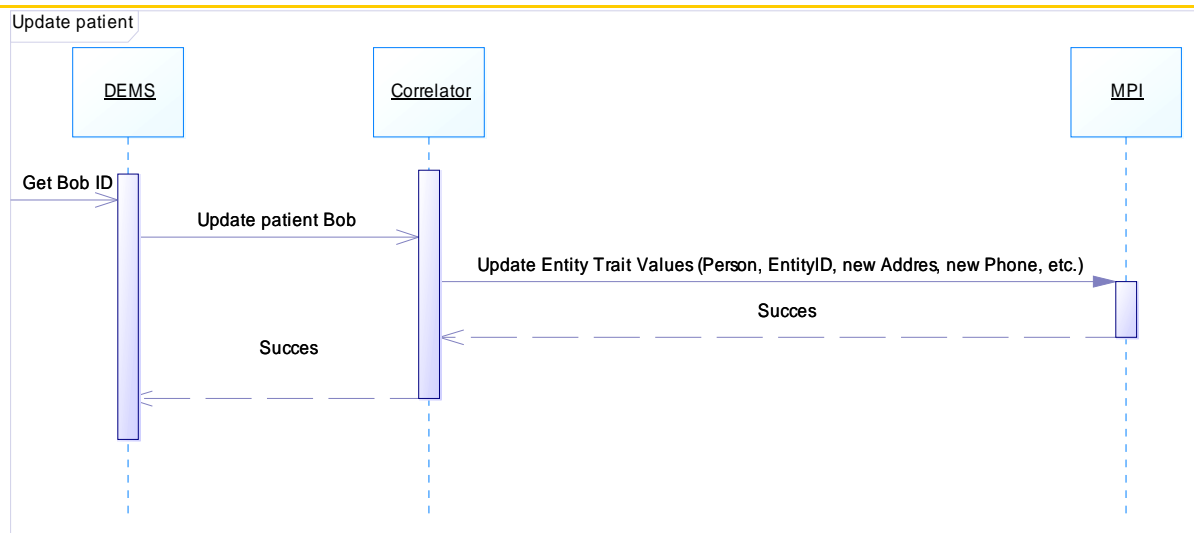 Update patient
DEMS
Correlator
MPI
Get Bob ID
Update patient Bob
Update Entity Trait Values (Person, EntityID, new Addres, new Phone, etc.)
Succes
Succes